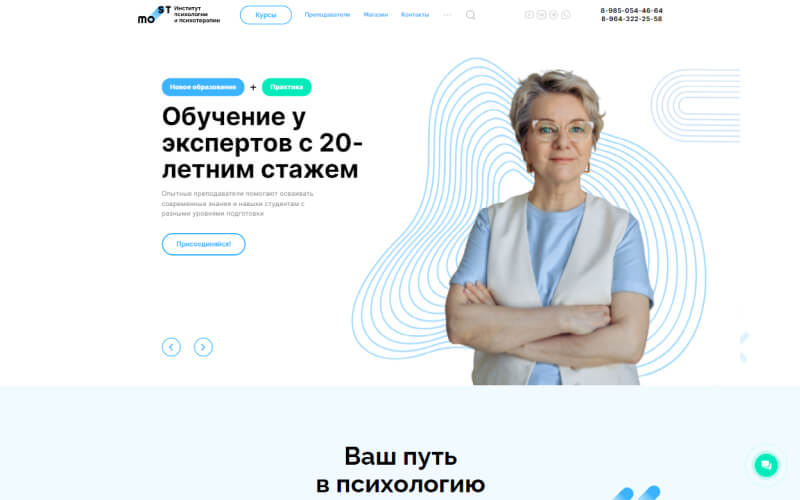 MOST
Институт
психологии
и психотерапии
Курсы
Преподаватели
Магазин
Контакты
8-985-054-46-64
8-964-322-25-58
Новое образование + Практика
Обучение у
экспертов с 20-
летним стажем
Опытные преподаватели помогают осваивать
современные знания и навыки студентам с
разными уровнями подготовки
Присоединяйся!
Ваш путь
в психологию